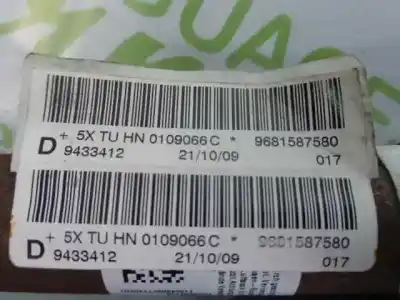 + 5X TU HN 0109066C * 9681587580
D 9433412 21/10/09 017
+ 5X TU HN 0109066C * 9681587580
D 9433412 21/10/09 017